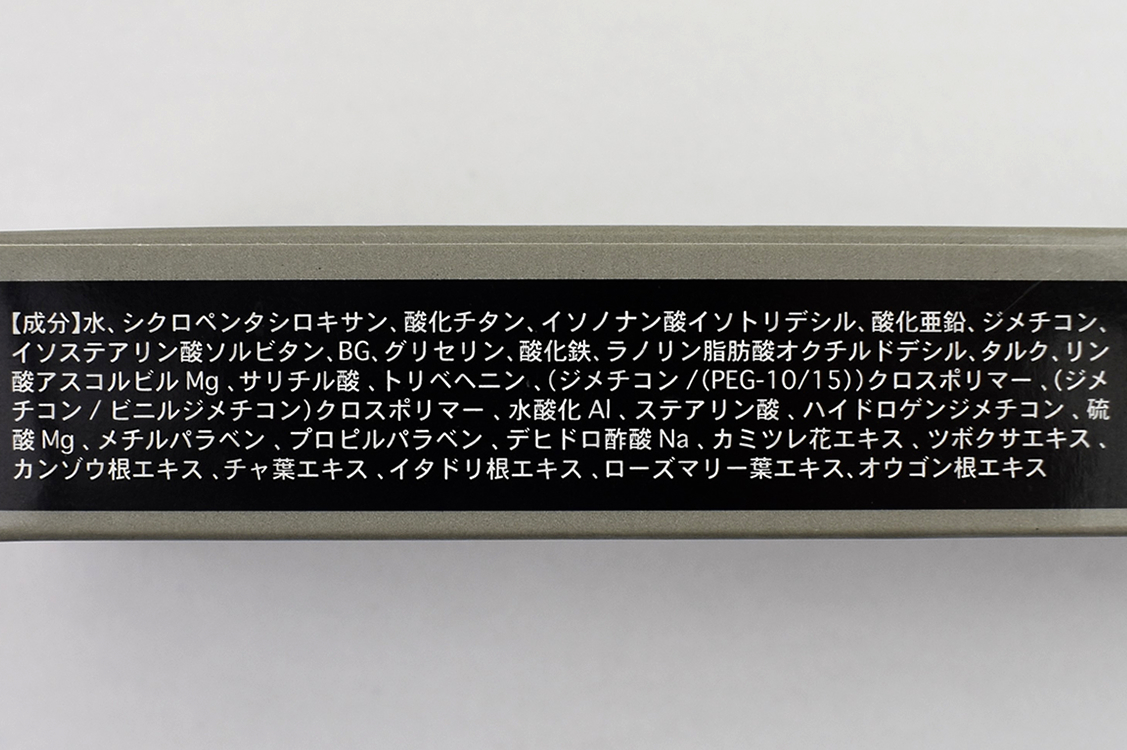 【成分】水、シクロペンタシロキサン、酸化チタン、イソノナン酸イソトリデシル、酸化亜鉛、ジメチコン、
イソステアリン酸ソルビタン、BG、グリセリン、酸化鉄、ラノリン脂肪酸オクチルドデシル、タルク、リン
酸アスコルビル Mg 、サリチル酸 、トリベヘニン 、(ジメチコン /(PEG-10/15))クロスポリマー 、(ジメ
チコン / ビニルジメチコン)クロスポリマー 、水酸化 Al 、ステアリン酸 、ハイドロゲンジメチコン 、硫
酸 Mg 、メチルパラベン 、プロピルパラベン 、デヒドロ酢酸 Na 、カミツレ花エキス 、ツボクサエキス 、
カンゾウ根エキス 、チャ葉エキス 、イタドリ根エキス 、ローズマリー葉エキス、オウゴン根エキス